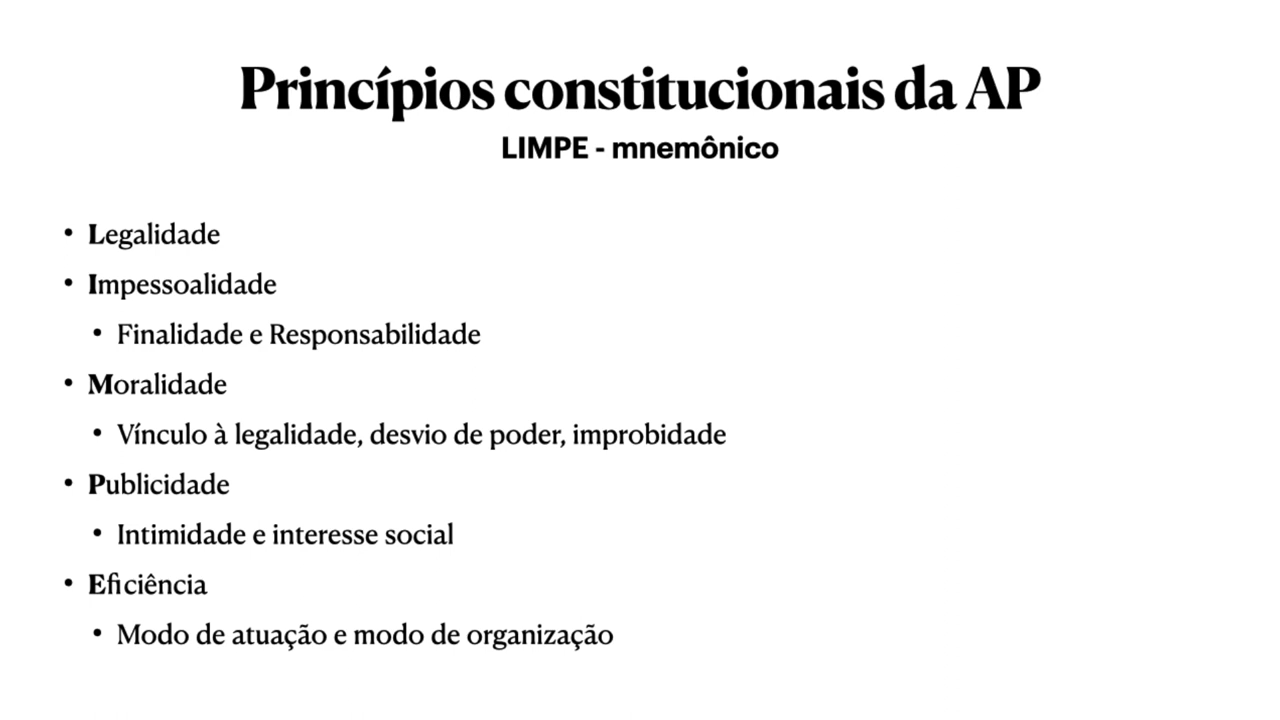 Princípios constitucionais da AP
LIMPE - mnemônico
• Legalidade
• Impessoalidade
• Finalidade e Responsabilidade
• Moralidade
• Vínculo à legalidade, desvio de poder, improbidade
• Publicidade
• Intimidade e interesse social
• Eficiência
• Modo de atuação e modo de organização